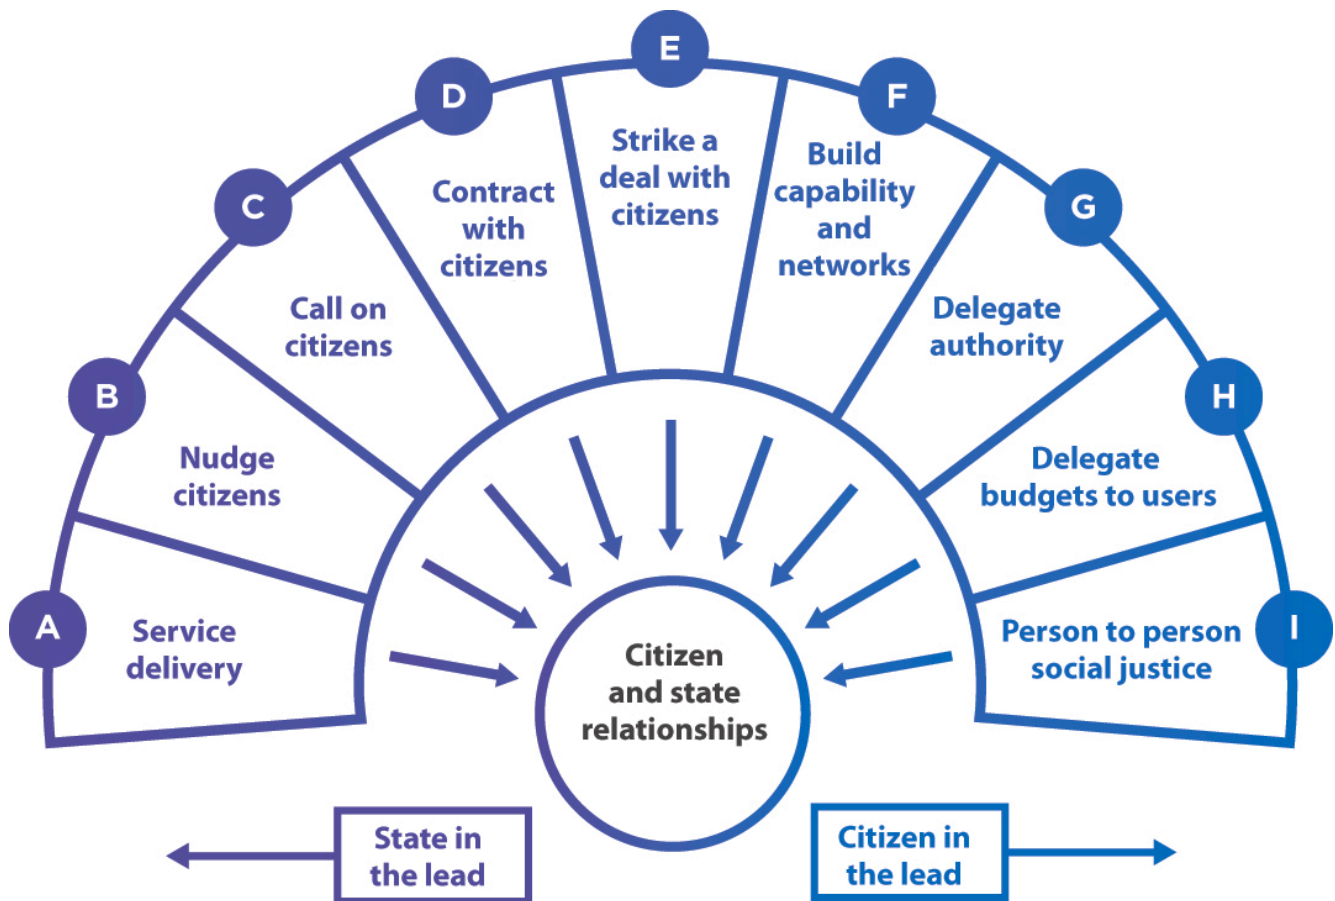 A
Service
delivery
B
Nudge
citizens
C
Call on
citizens
D
Contract
with
citizens
E
Strike a
deal with
citizens
F
Build
capability
and
networks
G
Delegate
authority
H
Delegate
budgets to users
I
Person to person
social justice
Citizen
and state
relationships
State in
the lead
Citizen in
the lead